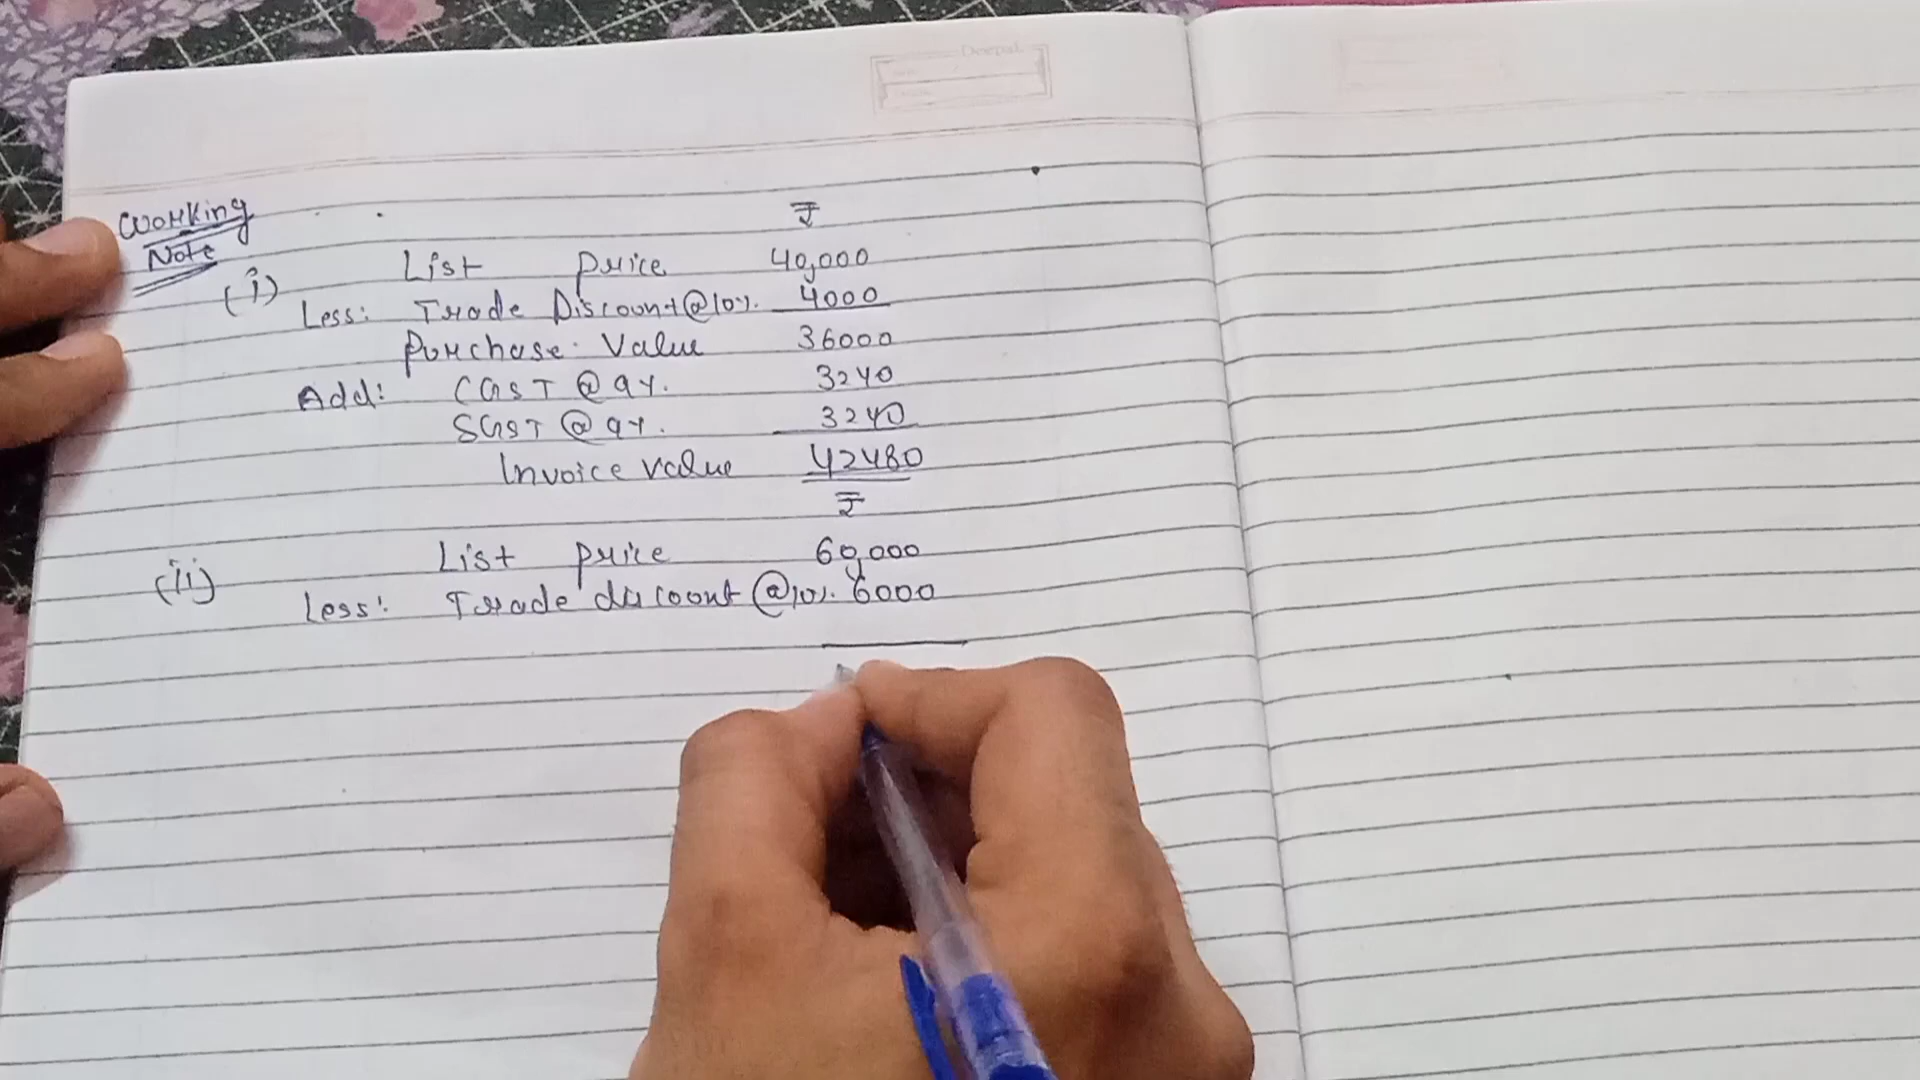 Deepak
Working
Note
₹
(i) List price 40,000
Less: Trade Discount@10%. 4000
Purchase Value 36000
Add: CGST @ 9%. 3240
SGST @ 9%. 3240
Invoice value 42480
₹
(ii) List price 60,000
Less: Trade discount @10%. 6000